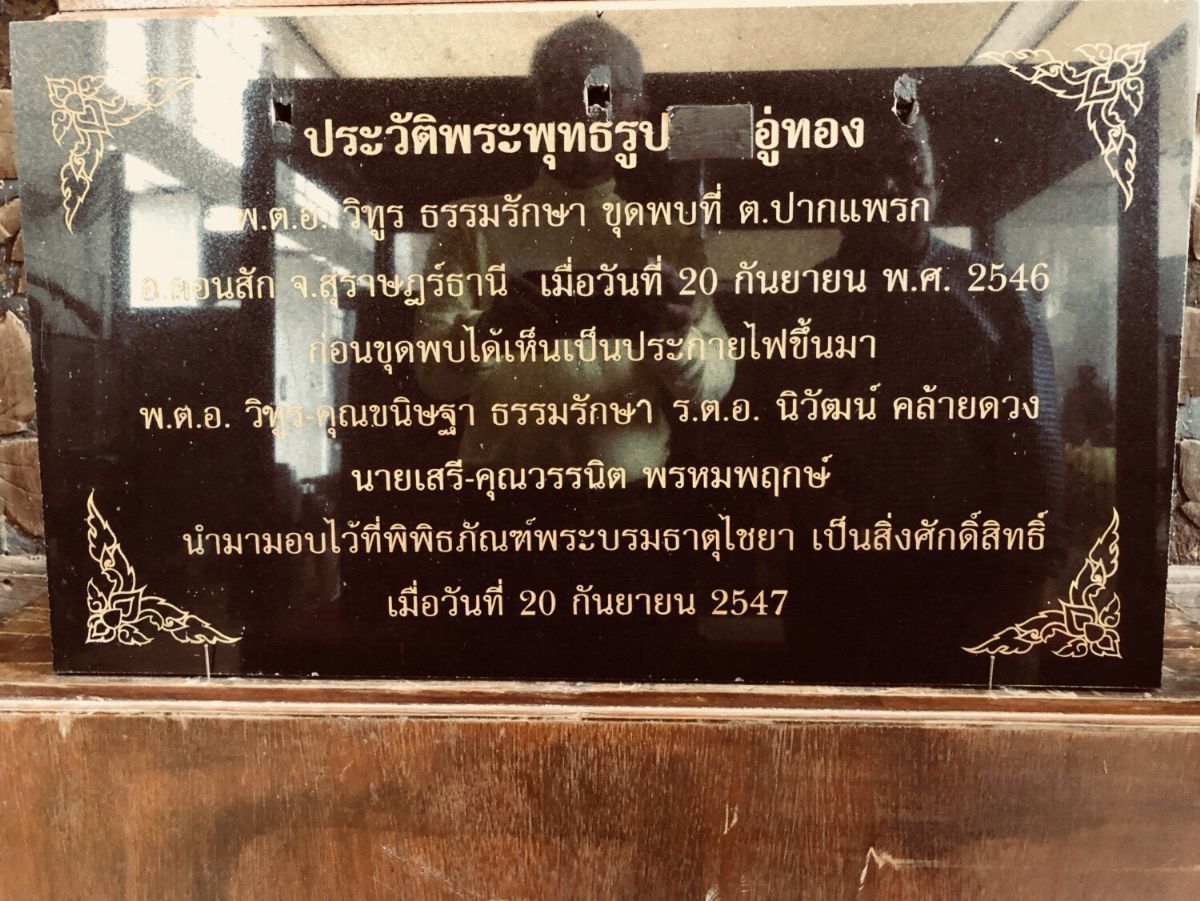 ประวัติพระพุทธรูป อู่ทอง
พ.ต.อ. วิทูร ธรรมรักษา ขุดพบที่ ต.ปากแพรก
อ.ดอนสัก จ.สุราษฎร์ธานี เมื่อวันที่ 20 กันยายน พ.ศ. 2546
ก่อนขุดพบได้เห็นเป็นประกายไฟขึ้นมา
พ.ต.อ. วิทูร-คุณขนิษฐา ธรรมรักษา ร.ต.อ. นิวัฒน์ คล้ายดวง
นายเสรี-คุณวรรนิต พรหมพฤกษ์
นำมามอบไว้ที่พิพิธภัณฑ์พระบรมธาตุไชยา เป็นสิ่งศักดิ์สิทธิ์
เมื่อวันที่ 20 กันยายน 2547